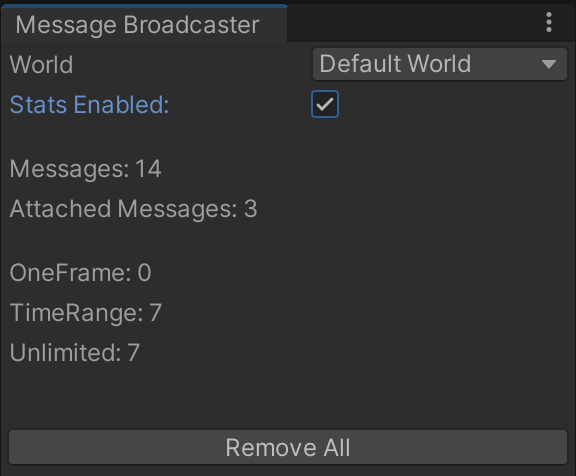 Message Broadcaster
World Default World
Stats Enabled:
Messages: 14
Attached Messages: 3
OneFrame: 0
TimeRange: 7
Unlimited: 7
Remove All